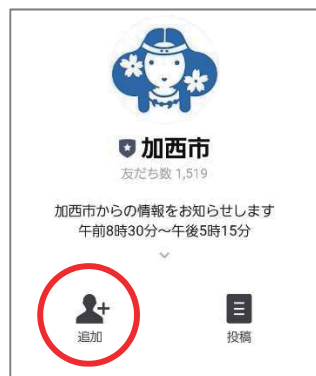 加西市
友だち数 1,519
加西市からの情報をお知らせします
午前8時30分～午後5時15分
追加
投稿